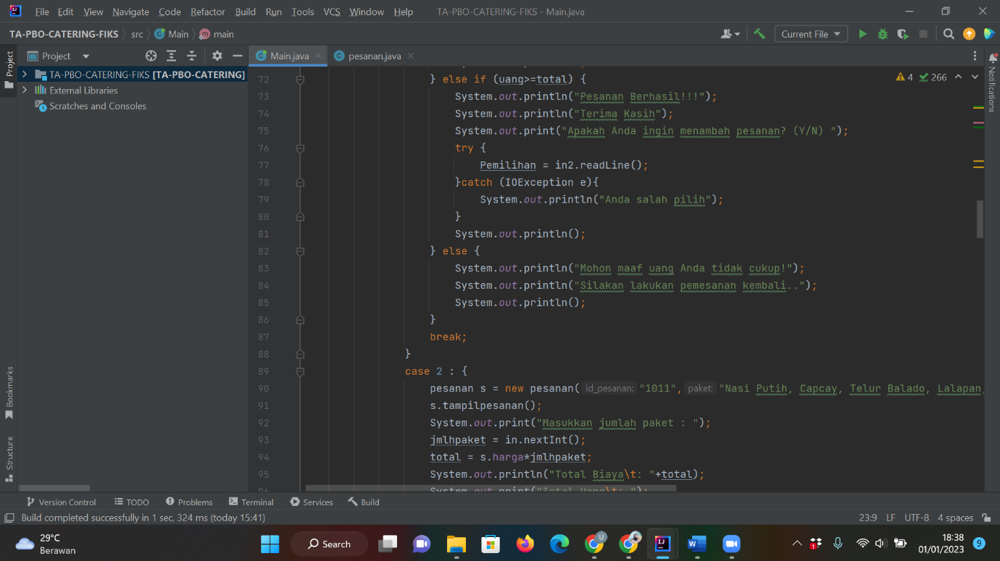 File Edit View Navigate Code Refactor Build Run Tools VCS Window Help TA-PBO-CATERING-FIKS - Main.java
TA-PBO-CATERING-FIKS src Main main Current File
Project
Main.java
pesanan.java
Project
TA-PBO-CATERING-FIKS [TA-PBO-CATERING]
External Libraries
Scratches and Consoles
Bookmarks
Structure
Notifications
4 266
72 } else if (uang>=total) {
73 System.out.println("Pesanan Berhasil!!!");
74 System.out.println("Terima Kasih");
75 System.out.print("Apakah Anda ingin menambah pesanan? (Y/N) ");
76 try {
77 Pemilihan = in2.readLine();
78 }catch (IOException e){
79 System.out.println("Anda salah pilih");
80 }
81 System.out.println();
82 } else {
83 System.out.println("Mohon maaf uang Anda tidak cukup!");
84 System.out.println("Silakan lakukan pemesanan kembali..");
85 System.out.println();
86 }
87 break;
88 }
89 case 2 : {
90 pesanan s = new pesanan( id_pesanan: "1011", paket: "Nasi Putih, Capcay, Telur Balado, Lalapan,
91 s.tampilpesanan();
92 System.out.print("Masukkan jumlah paket : ");
93 jmlhpaket = in.nextInt();
94 total = s.harga*jmlhpaket;
95 System.out.println("Total Biaya\t: "+total);
96 System.out.print("Total Uang\t: ");
Version Control TODO Problems Terminal Services Build
Build completed successfully in 1 sec, 324 ms (today 15:41) 23:9 LF UTF-8 4 spaces
29°C
Berawan
Search
18:38
01/01/2023
9